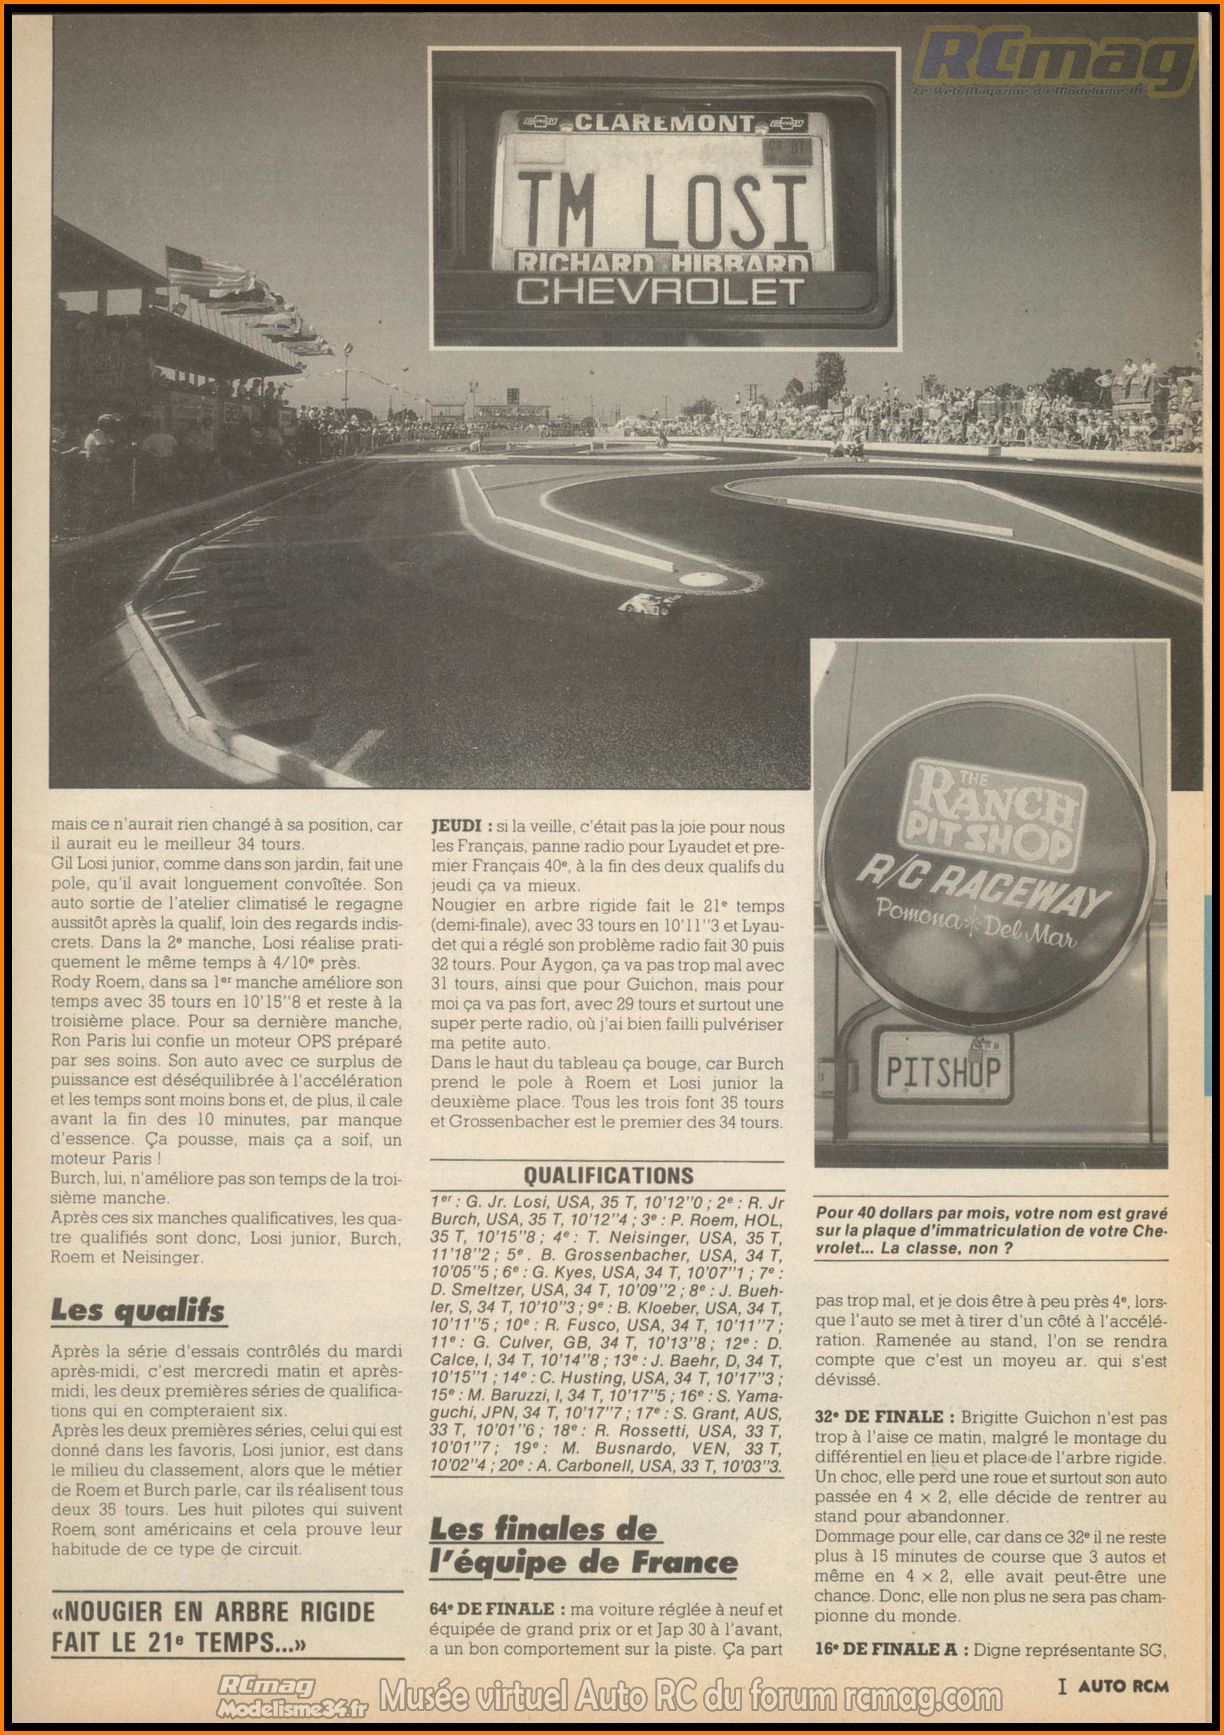 RCmag
Le Web Magazine du Modelisme RC
CLAREMONT
CA 87
TM LOSI
RICHARD HIBBARD
CHEVROLET
THE
RANCH
PIT SHOP
R/C RACEWAY
Pomona * Del Mar
PITSHOP
mais ce n'aurait rien changé à sa position, car
il aurait eu le meilleur 34 tours.
Gil Losi junior, comme dans son jardin, fait une
pole, qu'il avait longuement convoîtée. Son
auto sortie de l'atelier climatisé le regagne
aussitôt après la qualif, loin des regards indis-
crets. Dans la 2e manche, Losi réalise prati-
quement le même temps à 4/10e près.
Rody Roem, dans sa 1er manche améliore son
temps avec 35 tours en 10'15''8 et reste à la
troisième place. Pour sa dernière manche,
Ron Paris lui confie un moteur OPS préparé
par ses soins. Son auto avec ce surplus de
puissance est déséquilibrée à l'accélération
et les temps sont moins bons et, de plus, il cale
avant la fin des 10 minutes, par manque
d'essence. Ça pousse, mais ça a soif, un
moteur Paris !
Burch, lui, n'améliore pas son temps de la troi-
sième manche.
Après ces six manches qualificatives, les qua-
tre qualifiés sont donc, Losi junior, Burch,
Roem et Neisinger.
Les qualifs
Après la série d'essais contrôlés du mardi
après-midi, c'est mercredi matin et après-
midi, les deux premières séries de qualifica-
tions qui en compteraient six.
Après les deux premières séries, celui qui est
donné dans les favoris, Losi junior, est dans
le milieu du classement, alors que le métier
de Roem et Burch parle, car ils réalisent tous
deux 35 tours. Les huit pilotes qui suivent
Roem sont américains et cela prouve leur
habitude de ce type de circuit.
«NOUGIER EN ARBRE RIGIDE
FAIT LE 21e TEMPS...»
JEUDI : si la veille, c'était pas la joie pour nous
les Français, panne radio pour Lyaudet et pre-
mier Français 40e, à la fin des deux qualifs du
jeudi ça va mieux.
Nougier en arbre rigide fait le 21e temps
(demi-finale), avec 33 tours en 10'11''3 et Lyau-
det qui a réglé son problème radio fait 30 puis
32 tours. Pour Aygon, ça va pas trop mal avec
31 tours, ainsi que pour Guichon, mais pour
moi ça va pas fort, avec 29 tours et surtout une
super perte radio, où j'ai bien failli pulvériser
ma petite auto.
Dans le haut du tableau ça bouge, car Burch
prend le pole à Roem et Losi junior la
deuxième place. Tous les trois font 35 tours
et Grossenbacher est le premier des 34 tours.
QUALIFICATIONS
1er : G. Jr. Losi, USA, 35 T, 10'12''0 ; 2e : R. Jr
Burch, USA, 35 T, 10'12''4 ; 3e : P. Roem, HOL,
35 T, 10'15''8 ; 4e : T. Neisinger, USA, 35 T,
11'18''2 ; 5e . B. Grossenbacher, USA, 34 T,
10'05''5 ; 6e : G. Kyes, USA, 34 T, 10'07''1 ; 7e :
D. Smeltzer, USA, 34 T, 10'09''2 ; 8e : J. Bueh-
ler, S, 34 T, 10'10''3 ; 9e : B. Kloeber, USA, 34 T,
10'11''5 ; 10e : R. Fusco, USA, 34 T, 10'11''7 ;
11e : G. Culver, GB, 34 T, 10'13''8 ; 12e : D.
Calce, I, 34 T, 10'14''8 ; 13e : J. Baehr, D, 34 T,
10'15''1 ; 14e : C. Husting, USA, 34 T, 10'17''3 ;
15e : M. Baruzzi, I, 34 T, 10'17''5 ; 16e : S. Yama-
guchi, JPN, 34 T, 10'17''7 ; 17e : S. Grant, AUS,
33 T, 10'01''6 ; 18e : R. Rossetti, USA, 33 T,
10'01''7 ; 19e : M. Busnardo, VEN, 33 T,
10'02''4 ; 20e : A. Carbonell, USA, 33 T, 10'03''3.
Les finales de
l'équipe de France
64e DE FINALE : ma voiture réglée à neuf et
équipée de grand prix or et Jap 30 à l'avant,
a un bon comportement sur la piste. Ça part
Pour 40 dollars par mois, votre nom est gravé
sur la plaque d'immatriculation de votre Che-
vrolet... La classe, non ?
pas trop mal, et je dois être à peu près 4e, lors-
que l'auto se met à tirer d'un côté à l'accélé-
ration. Ramenée au stand, l'on se rendra
compte que c'est un moyeu ar. qui s'est
dévissé.
32e DE FINALE : Brigitte Guichon n'est pas
trop à l'aise ce matin, malgré le montage du
différentiel en lieu et place de l'arbre rigide.
Un choc, elle perd une roue et surtout son auto
passée en 4 × 2, elle décide de rentrer au
stand pour abandonner.
Dommage pour elle, car dans ce 32e il ne reste
plus à 15 minutes de course que 3 autos et
même en 4 × 2, elle avait peut-être une
chance. Donc, elle non plus ne sera pas cham-
pionne du monde.
16e DE FINALE A : Digne représentante SG,
I AUTO RCM
RCmag
Modelisme34.fr
Musée virtuel Auto RC du forum rcmag.com